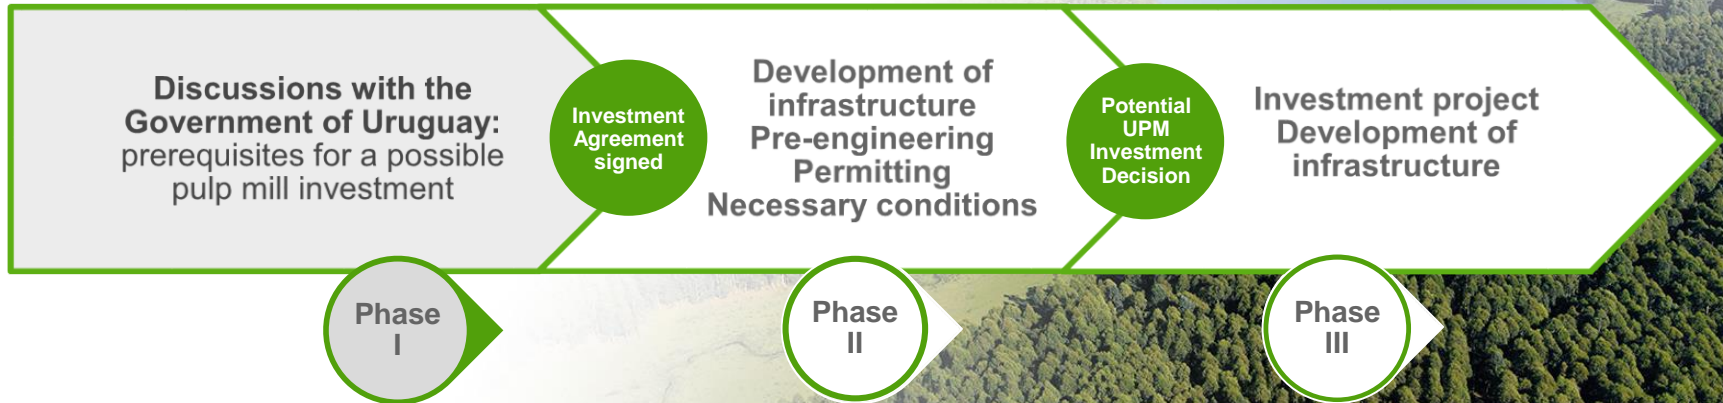 Discussions with the
Government of Uruguay:
prerequisites for a possible
pulp mill investment
Investment
Agreement
signed
Development of
infrastructure
Pre-engineering
Permitting
Necessary conditions
Potential
UPM
Investment
Decision
Investment project
Development of
infrastructure
Phase
I
Phase
II
Phase
III